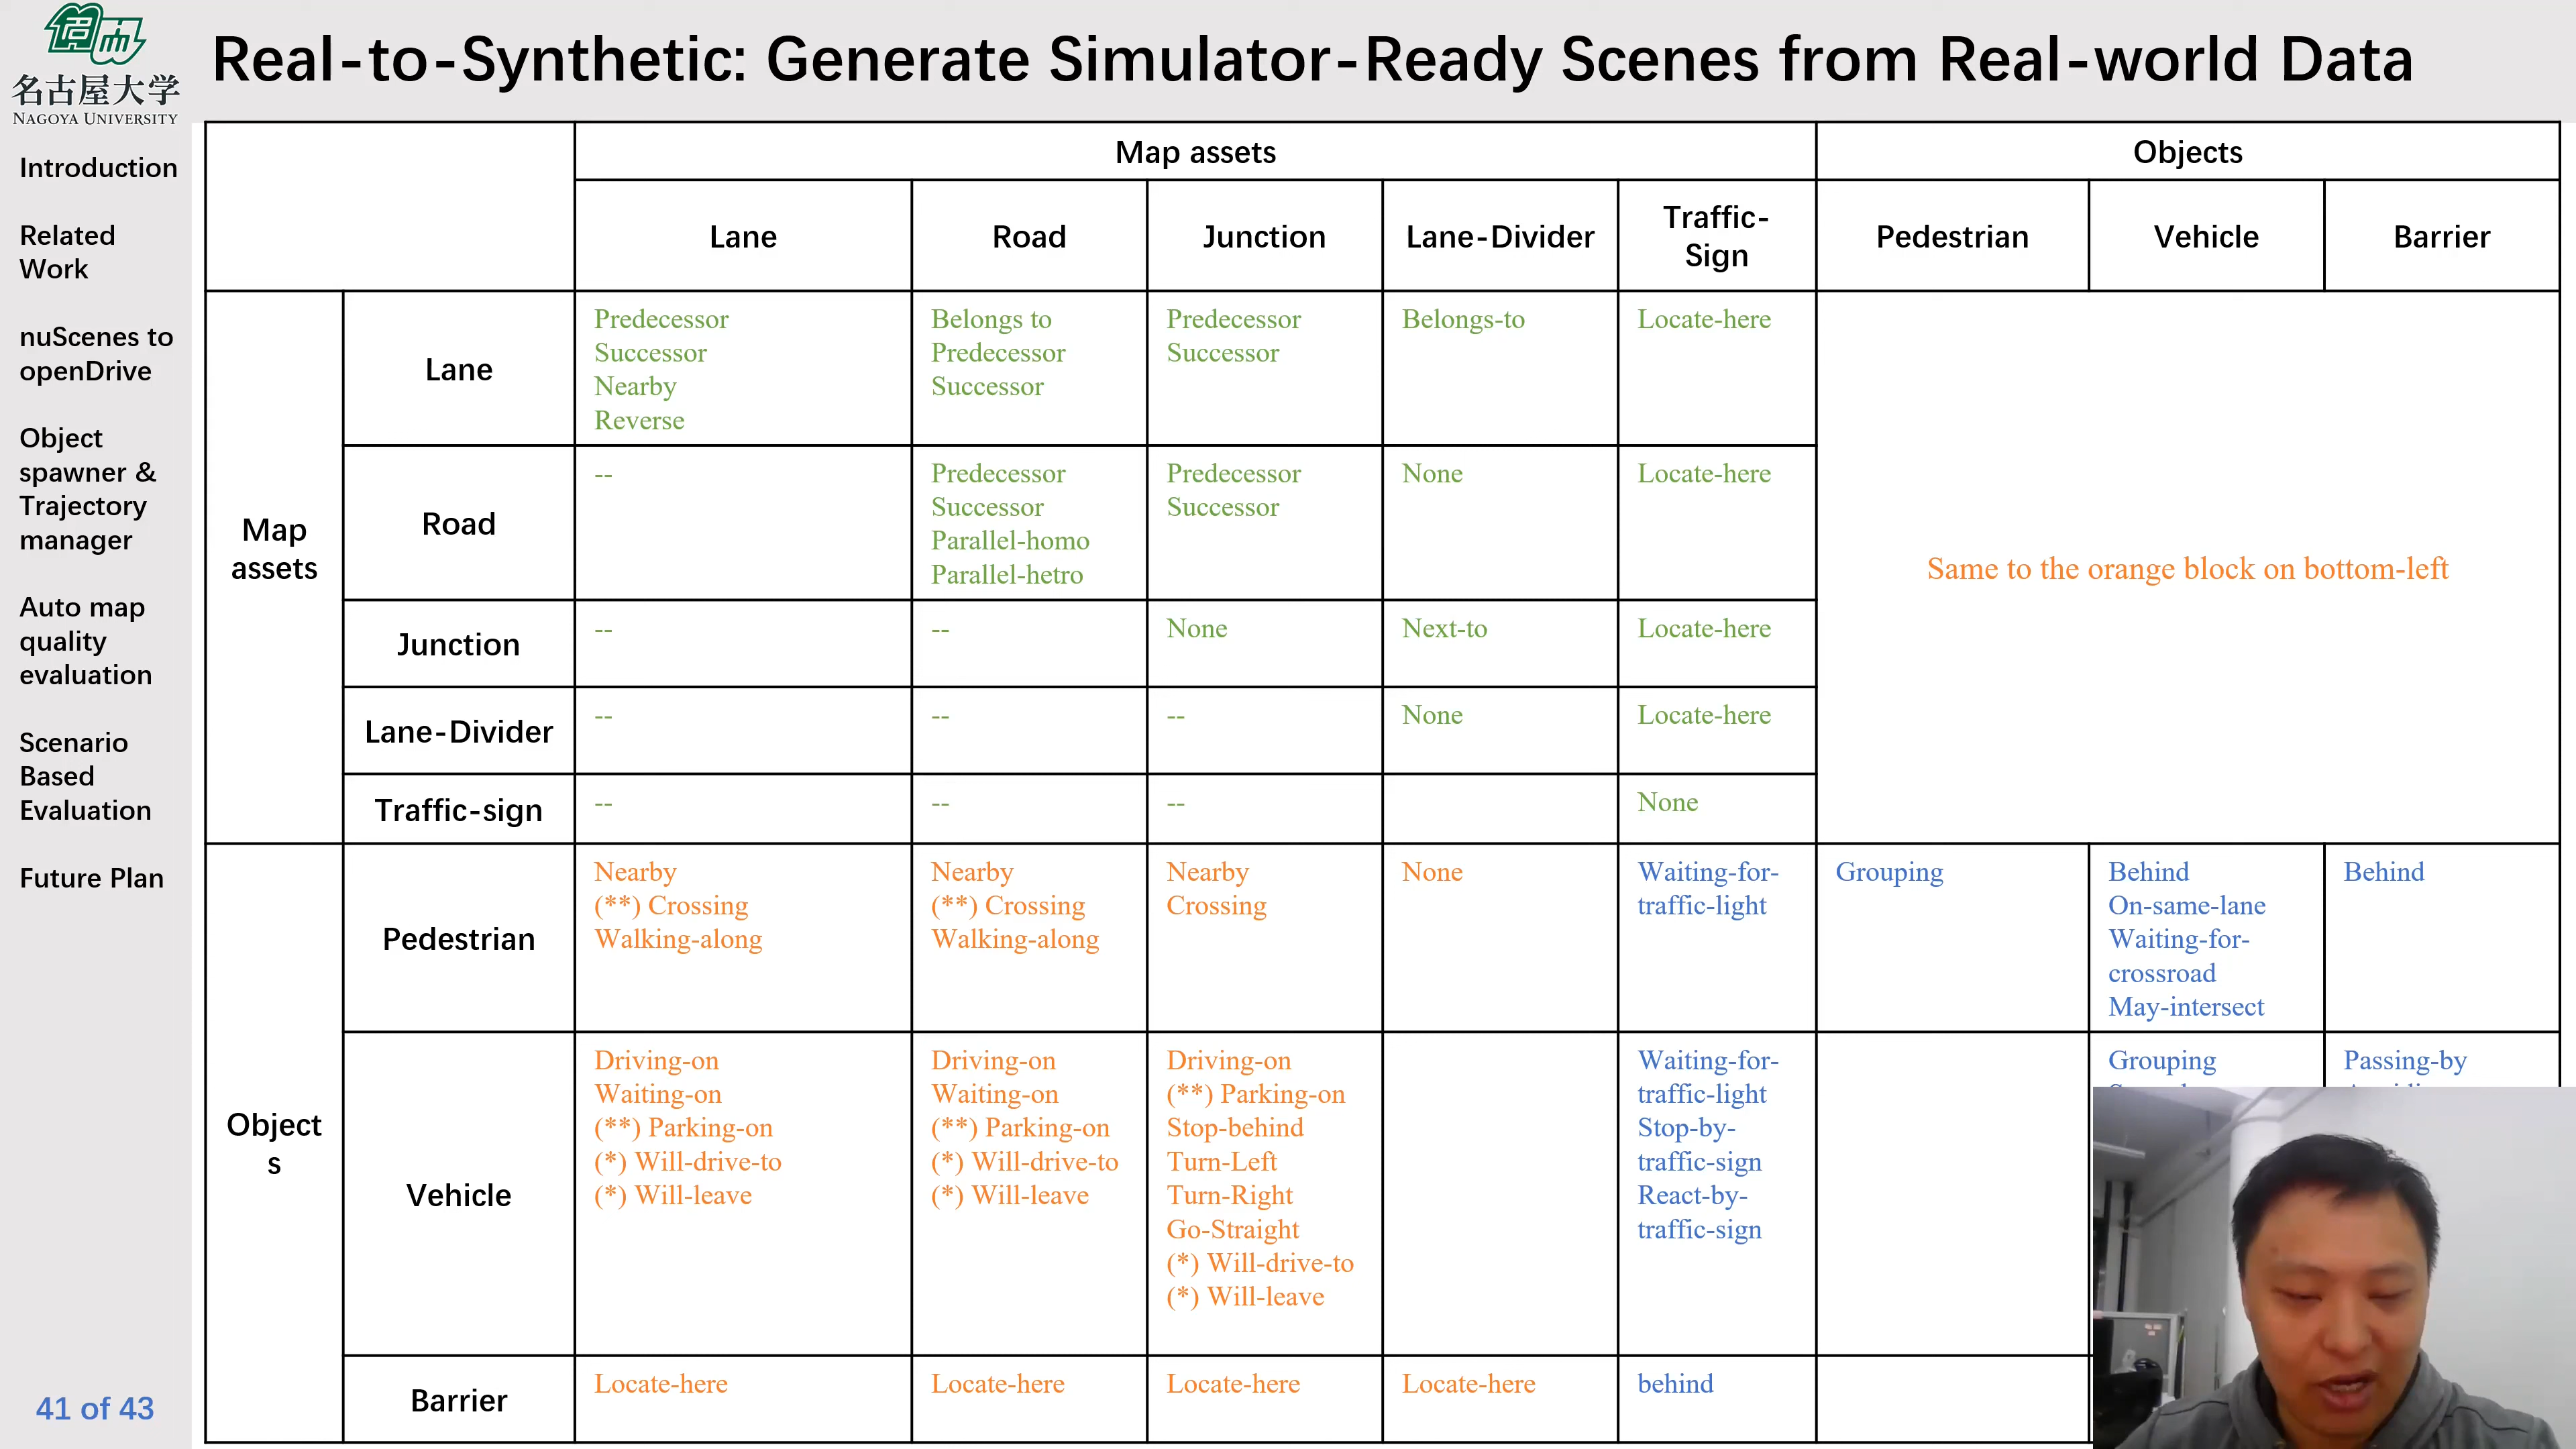 名古屋大学
NAGOYA UNIVERSITY
Real-to-Synthetic: Generate Simulator-Ready Scenes from Real-world Data
Introduction
Related
Work
nuScenes to
openDrive
Object
spawner &
Trajectory
manager
Auto map
quality
evaluation
Scenario
Based
Evaluation
Future Plan
41 of 43
Map assets
Objects
Lane
Road
Junction
Lane-Divider
Traffic-
Sign
Pedestrian
Vehicle
Barrier
Map
assets
Lane
Predecessor
Successor
Nearby
Reverse
Belongs to
Predecessor
Successor
Predecessor
Successor
Belongs-to
Locate-here
Same to the orange block on bottom-left
Road
--
Predecessor
Successor
Parallel-homo
Parallel-hetro
Predecessor
Successor
None
Locate-here
Junction
--
--
None
Next-to
Locate-here
Lane-Divider
--
--
--
None
Locate-here
Traffic-sign
--
--
--
None
Object
s
Pedestrian
Nearby
(**) Crossing
Walking-along
Nearby
(**) Crossing
Walking-along
Nearby
Crossing
None
Waiting-for-
traffic-light
Grouping
Behind
On-same-lane
Waiting-for-
crossroad
May-intersect
Behind
Vehicle
Driving-on
Waiting-on
(**) Parking-on
(*) Will-drive-to
(*) Will-leave
Driving-on
Waiting-on
(**) Parking-on
(*) Will-drive-to
(*) Will-leave
Driving-on
(**) Parking-on
Stop-behind
Turn-Left
Turn-Right
Go-Straight
(*) Will-drive-to
(*) Will-leave
Waiting-for-
traffic-light
Stop-by-
traffic-sign
React-by-
traffic-sign
Grouping
Passing-by
Barrier
Locate-here
Locate-here
Locate-here
Locate-here
behind